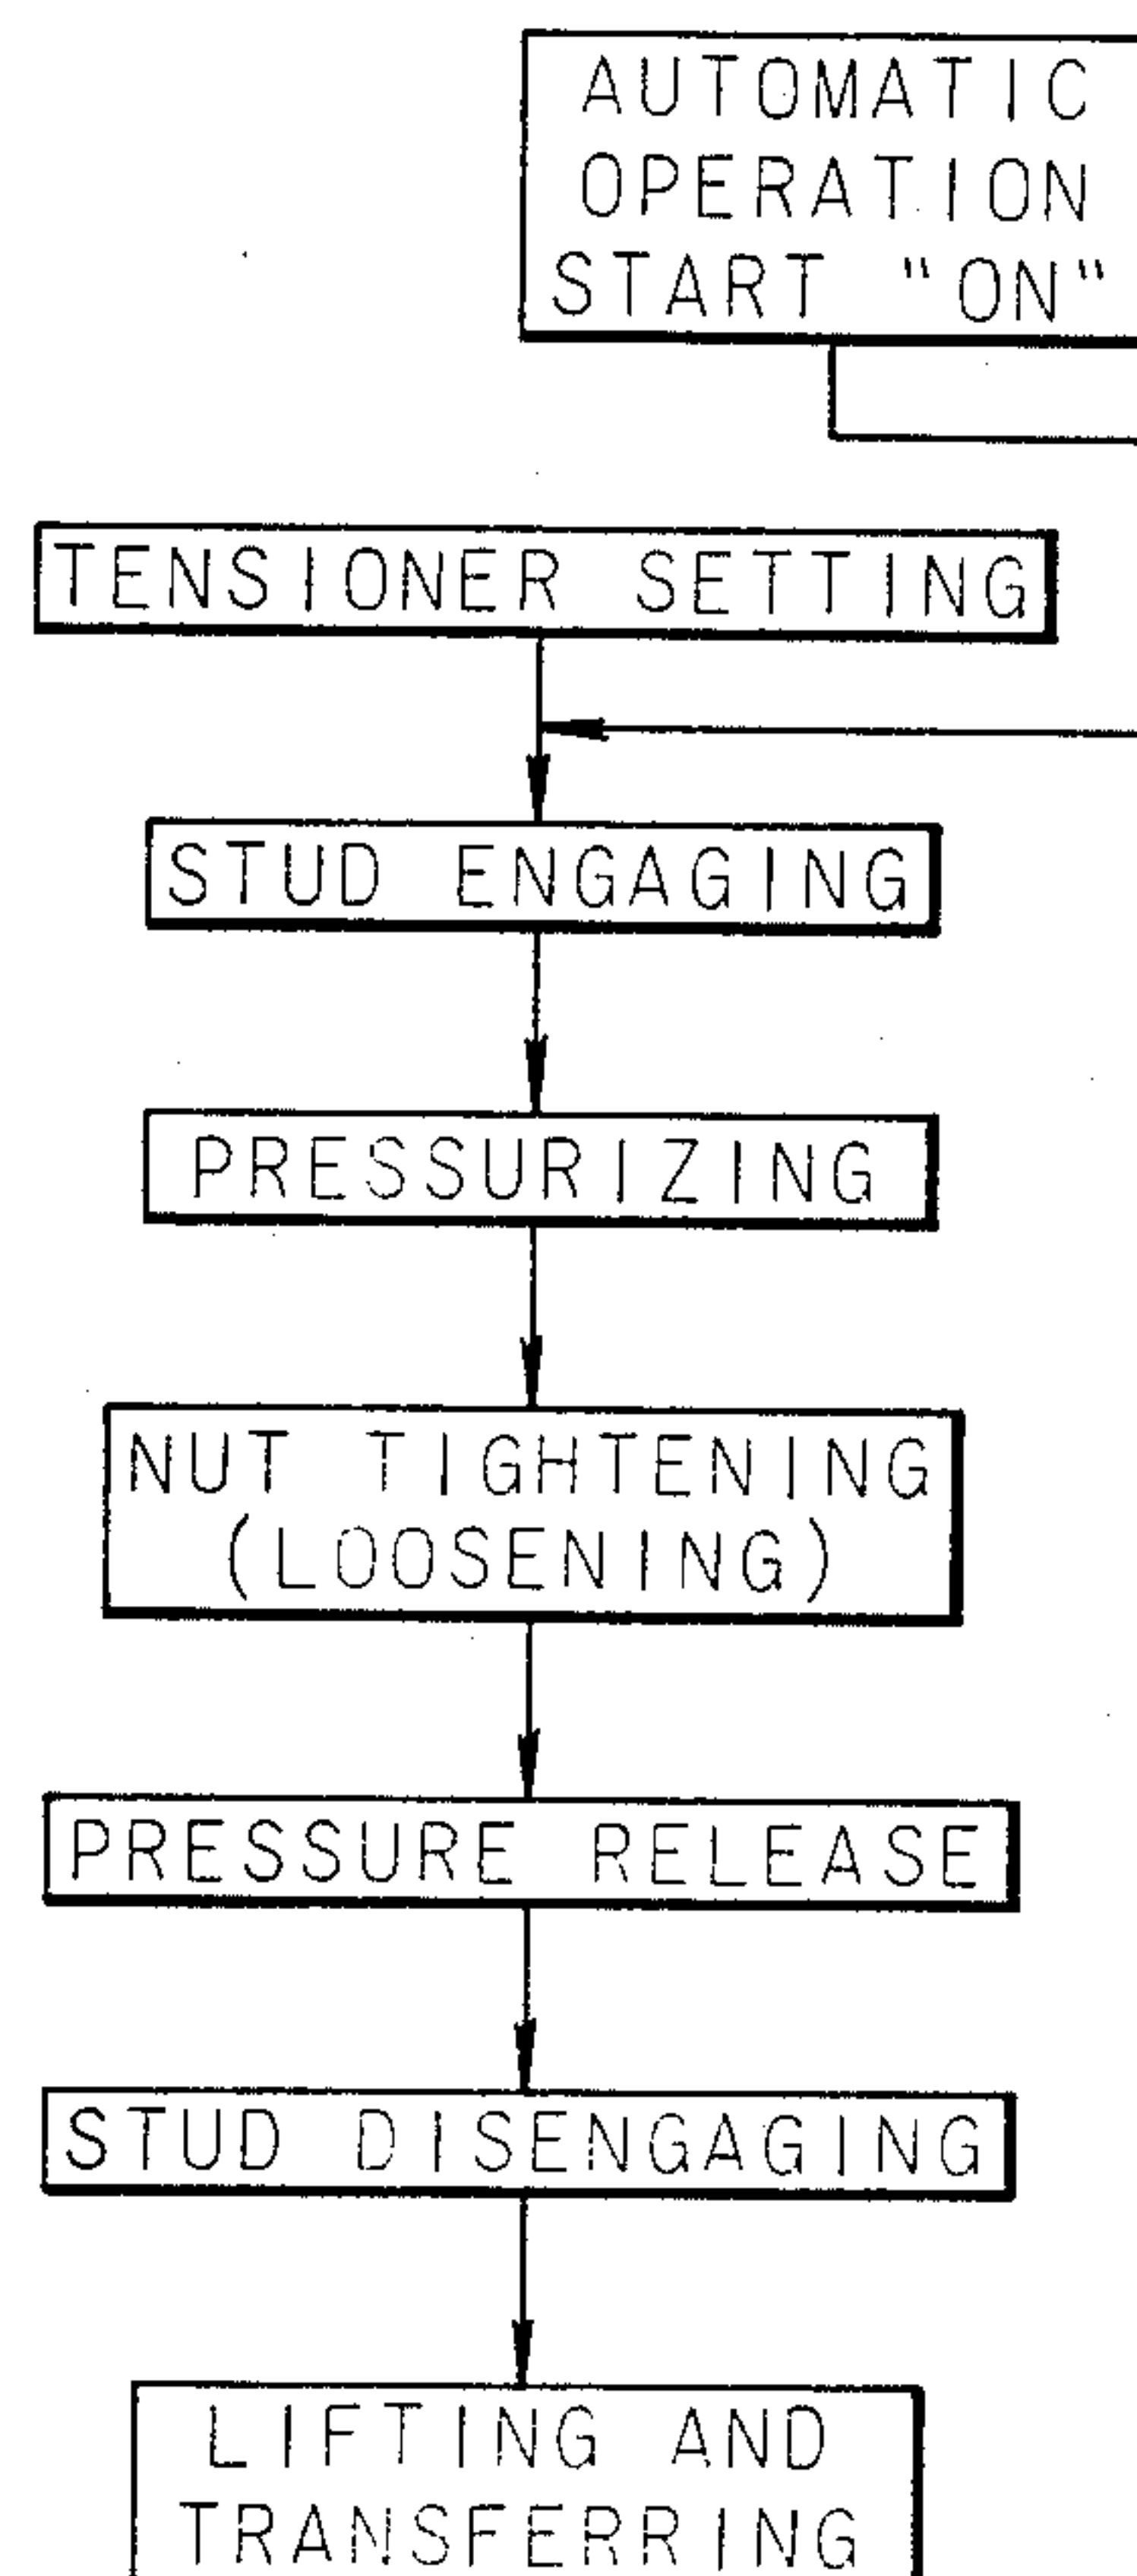 AUTOMATIC
OPERATION
START "ON"
TENSIONER SETTING
STUD ENGAGING
PRESSURIZING
NUT TIGHTENING
(LOOSENING)
PRESSURE RELEASE
STUD DISENGAGING
LIFTING AND
TRANSFERRING